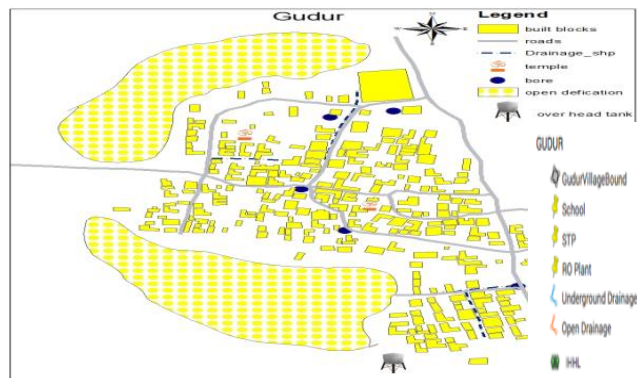 Gudur
Legend
built blocks
roads
Drainage_shp
temple
bore
open defication
over head tank
GUDUR
GudurVillageBound
School
STP
RO Plant
Underground Drainage
Open Drainage
IHHL